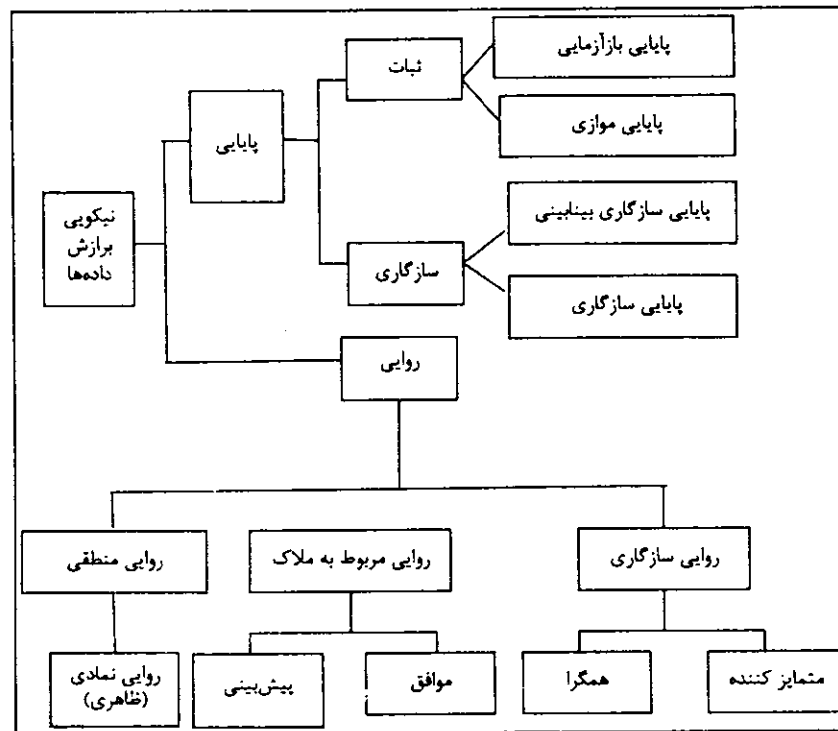 ثبات
پایایی بازآزمایی
پایایی موازی
پایایی
نیکویی
برازش
داده‌ها
پایایی سازگاری بینابینی
سازگاری
پایایی سازگاری
روایی
روایی سازگاری
روایی مربوط به ملاک
روایی منطقی
متمایز کننده
همگرا
موافق
پیش‌بینی
روایی نمادی
(ظاهری)